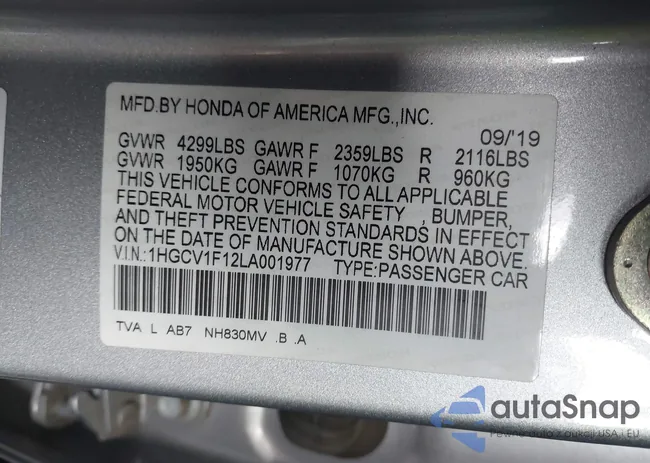 MFD.BY HONDA OF AMERICA MFG.,INC.
09/'19
GVWR 4299LBS GAWR F 2359LBS R 2116LBS
GVWR 1950KG GAWR F 1070KG R 960KG
THIS VEHICLE CONFORMS TO ALL APPLICABLE
FEDERAL MOTOR VEHICLE SAFETY , BUMPER,
AND THEFT PREVENTION STANDARDS IN EFFECT
ON THE DATE OF MANUFACTURE SHOWN ABOVE.
V.I.N.:1HGCV1F12LA001977 TYPE:PASSENGER CAR
TVA L AB7 NH830MV .B .A
autoSnap